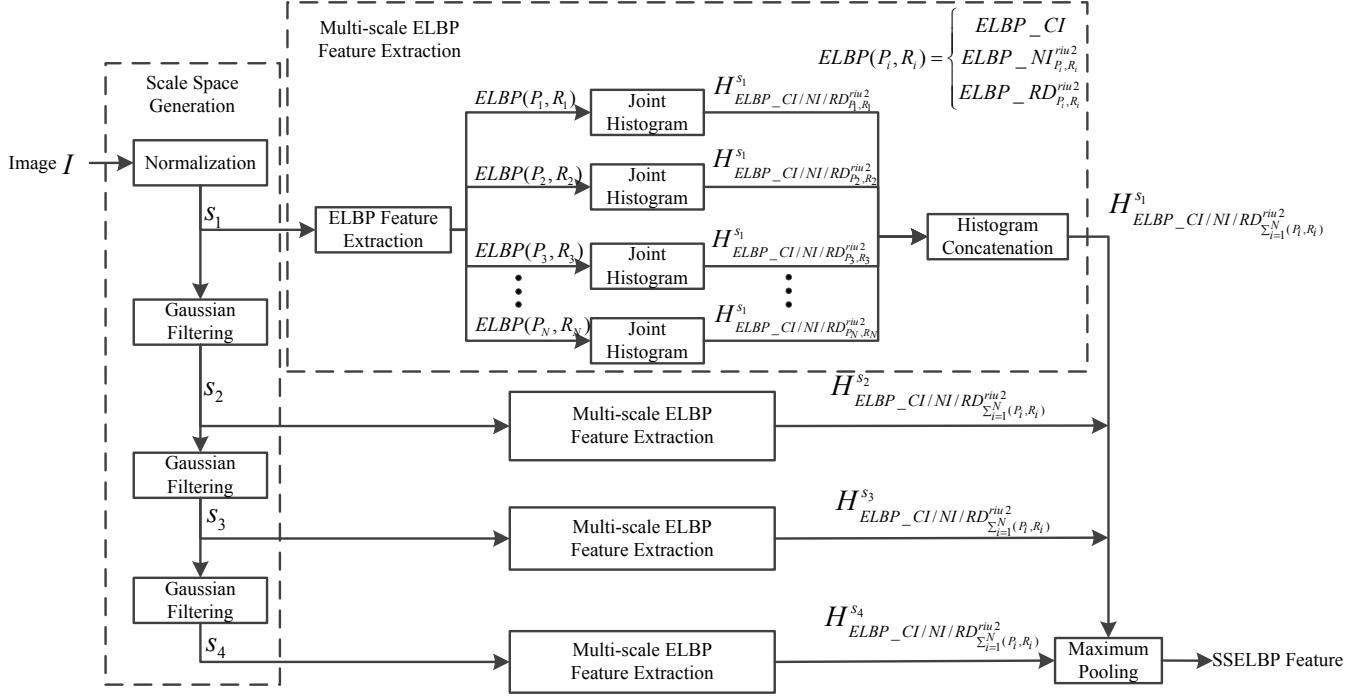 Multi-scale ELBP
Feature Extraction
ELBP(P_i, R_i) = { ELBP_CI
ELBP_NI^{riu2}_{P_i,R_i}
ELBP_RD^{riu2}_{P_i,R_i}
Scale Space
Generation
Image I
Normalization
s_1
ELBP Feature
Extraction
ELBP(P_1, R_1)
Joint
Histogram
H^{s_1}_{ELBP_CI/NI/RD^{riu2}_{P_1,R_1}}
ELBP(P_2, R_2)
Joint
Histogram
H^{s_1}_{ELBP_CI/NI/RD^{riu2}_{P_2,R_2}}
ELBP(P_3, R_3)
Joint
Histogram
H^{s_1}_{ELBP_CI/NI/RD^{riu2}_{P_3,R_3}}
ELBP(P_N, R_N)
Joint
Histogram
H^{s_1}_{ELBP_CI/NI/RD^{riu2}_{P_N,R_N}}
Histogram
Concatenation
H^{s_1}_{ELBP_CI/NI/RD^{riu2}_{Σ_{i=1}^{N}(P_i,R_i)}}
Gaussian
Filtering
s_2
Multi-scale ELBP
Feature Extraction
H^{s_2}_{ELBP_CI/NI/RD^{riu2}_{Σ_{i=1}^{N}(P_i,R_i)}}
Gaussian
Filtering
s_3
Multi-scale ELBP
Feature Extraction
H^{s_3}_{ELBP_CI/NI/RD^{riu2}_{Σ_{i=1}^{N}(P_i,R_i)}}
Gaussian
Filtering
s_4
Multi-scale ELBP
Feature Extraction
H^{s_4}_{ELBP_CI/NI/RD^{riu2}_{Σ_{i=1}^{N}(P_i,R_i)}}
Maximum
Pooling
SSELBP Feature